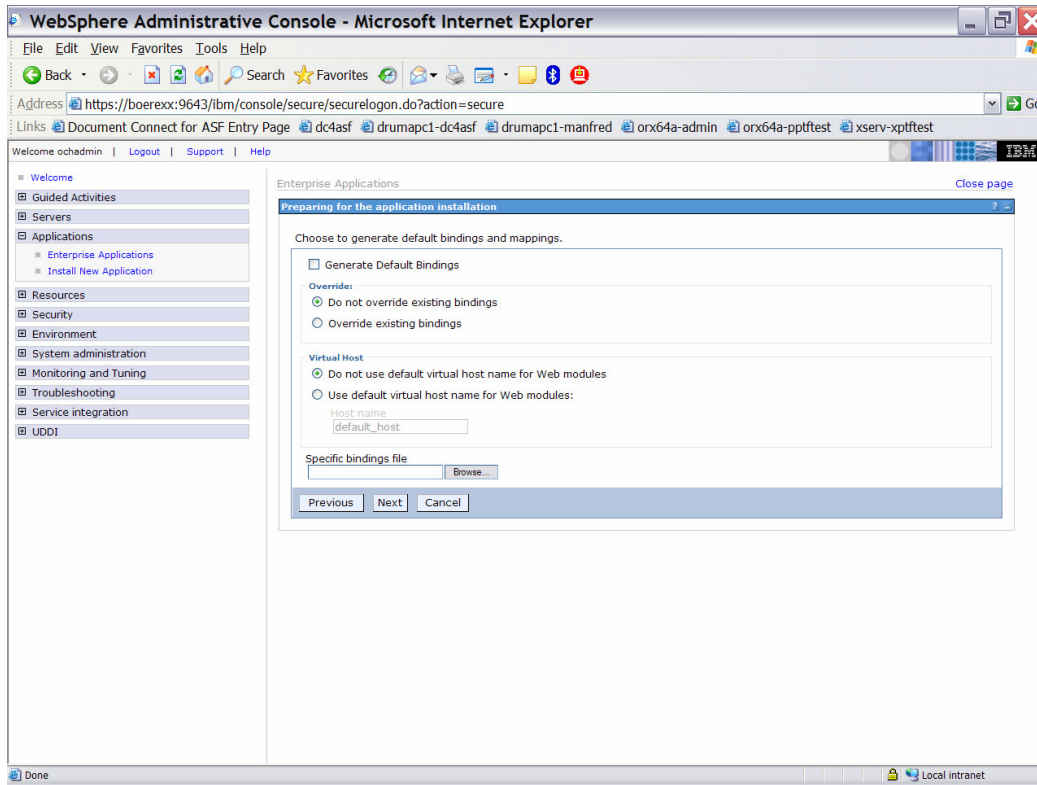 WebSphere Administrative Console - Microsoft Internet Explorer
File Edit View Favorites Tools Help
Back Search Favorites
Address https://boerexx:9643/ibm/console/secure/securelogon.do?action=secure Go
Links Document Connect for ASF Entry Page dc4asf drumapc1-dc4asf drumapc1-manfred orx64a-admin orx64a-pptftest xserv-xptftest
Welcome ochadmin | Logout | Support | Help
IBM
Welcome
Guided Activities
Servers
Applications
Enterprise Applications
Install New Application
Resources
Security
Environment
System administration
Monitoring and Tuning
Troubleshooting
Service integration
UDDI
Enterprise Applications Close page
Preparing for the application installation ? –
Choose to generate default bindings and mappings.
Generate Default Bindings
Override:
Do not override existing bindings
Override existing bindings
Virtual Host
Do not use default virtual host name for Web modules
Use default virtual host name for Web modules:
Host name
default_host
Specific bindings file
Browse...
Previous Next Cancel
Done Local intranet